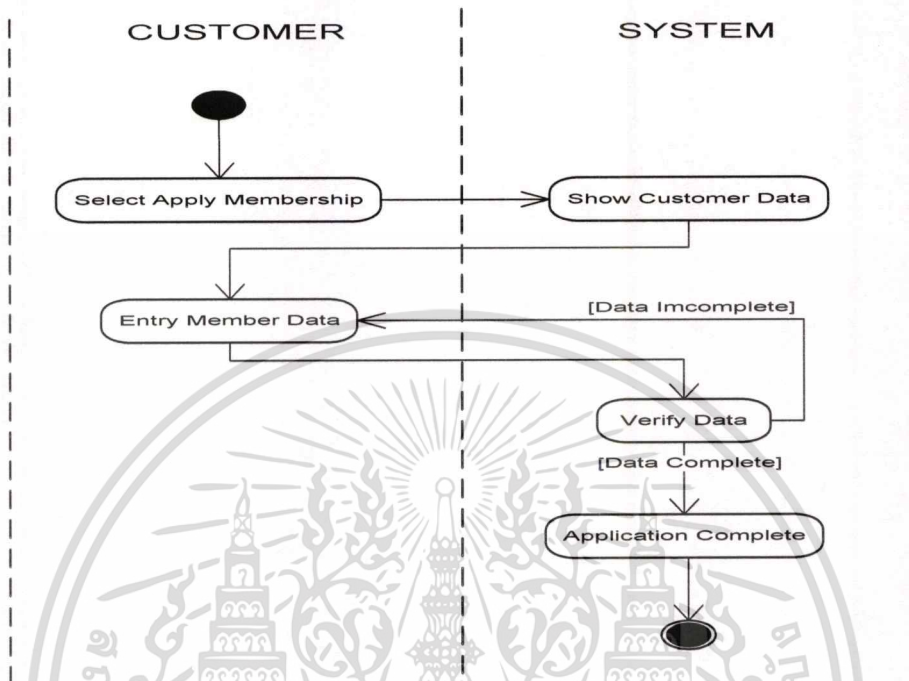 CUSTOMER
SYSTEM
Select Apply Membership
Show Customer Data
Entry Member Data
[Data Imcomplete]
Verify Data
[Data Complete]
Application Complete